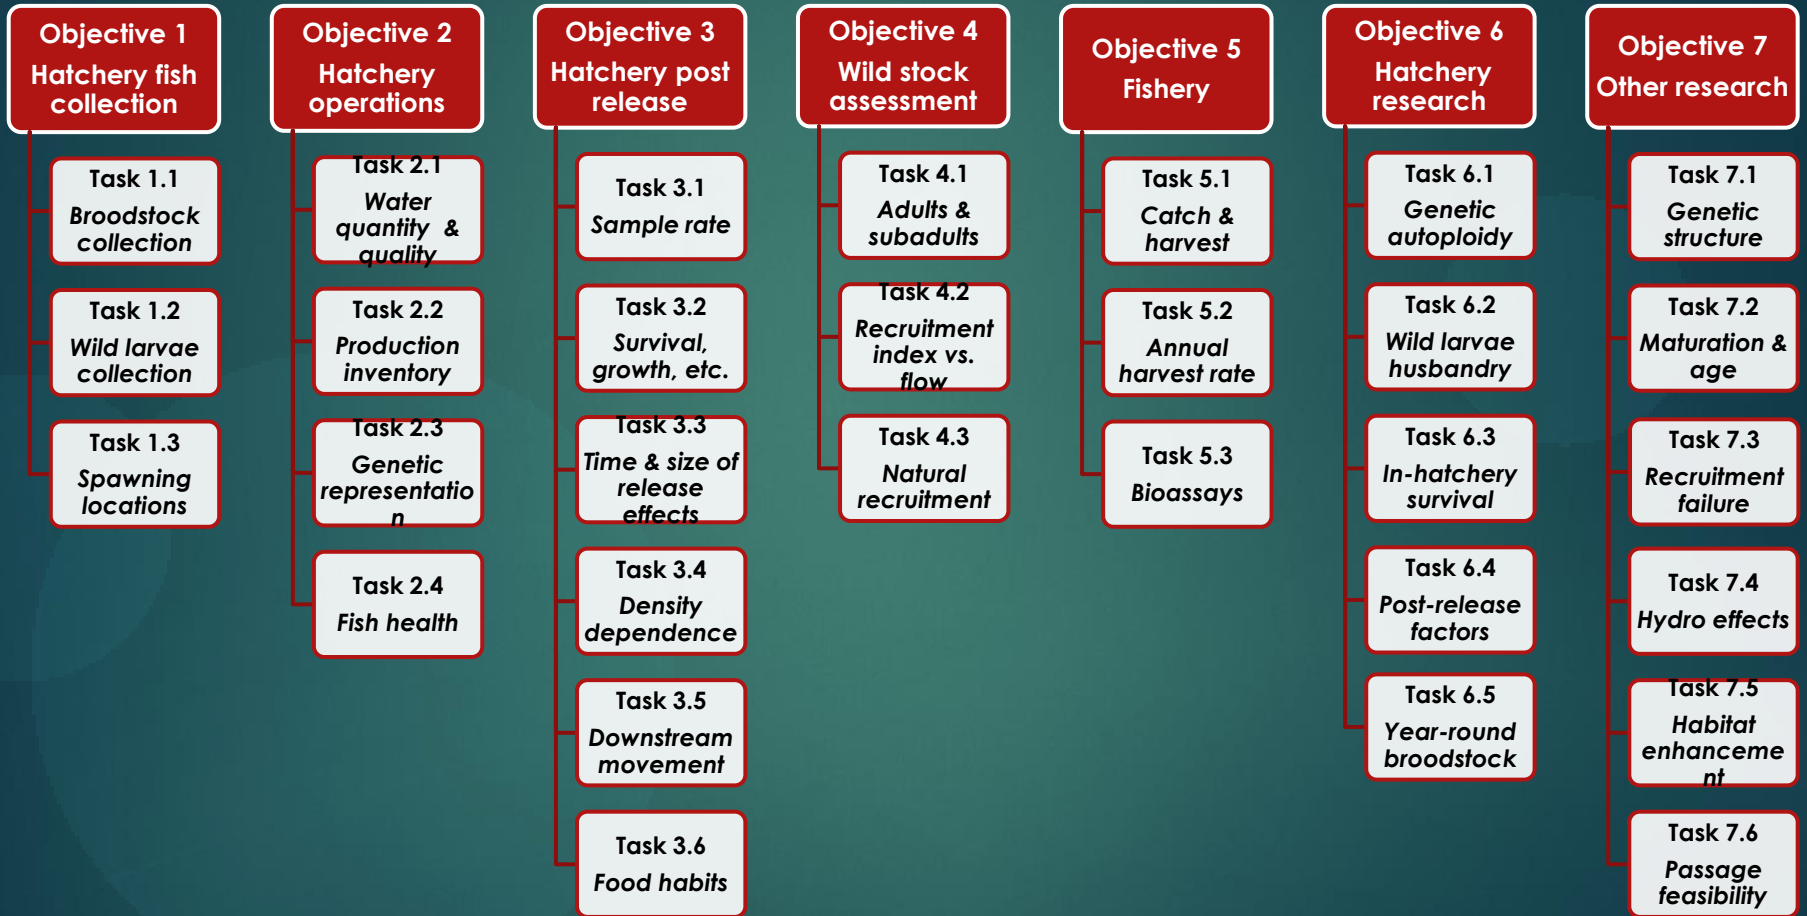 Objective 1
Hatchery fish
collection
Task 1.1
Broodstock
collection
Task 1.2
Wild larvae
collection
Task 1.3
Spawning
locations
Objective 2
Hatchery
operations
Task 2.1
Water
quantity &
quality
Task 2.2
Production
inventory
Task 2.3
Genetic
representatio
n
Task 2.4
Fish health
Objective 3
Hatchery post
release
Task 3.1
Sample rate
Task 3.2
Survival,
growth, etc.
Task 3.3
Time & size of
release
effects
Task 3.4
Density
dependence
Task 3.5
Downstream
movement
Task 3.6
Food habits
Objective 4
Wild stock
assessment
Task 4.1
Adults &
subadults
Task 4.2
Recruitment
index vs.
flow
Task 4.3
Natural
recruitment
Objective 5
Fishery
Task 5.1
Catch &
harvest
Task 5.2
Annual
harvest rate
Task 5.3
Bioassays
Objective 6
Hatchery
research
Task 6.1
Genetic
autoploidy
Task 6.2
Wild larvae
husbandry
Task 6.3
In-hatchery
survival
Task 6.4
Post-release
factors
Task 6.5
Year-round
broodstock
Objective 7
Other research
Task 7.1
Genetic
structure
Task 7.2
Maturation &
age
Task 7.3
Recruitment
failure
Task 7.4
Hydro effects
Task 7.5
Habitat
enhanceme
nt
Task 7.6
Passage
feasibility